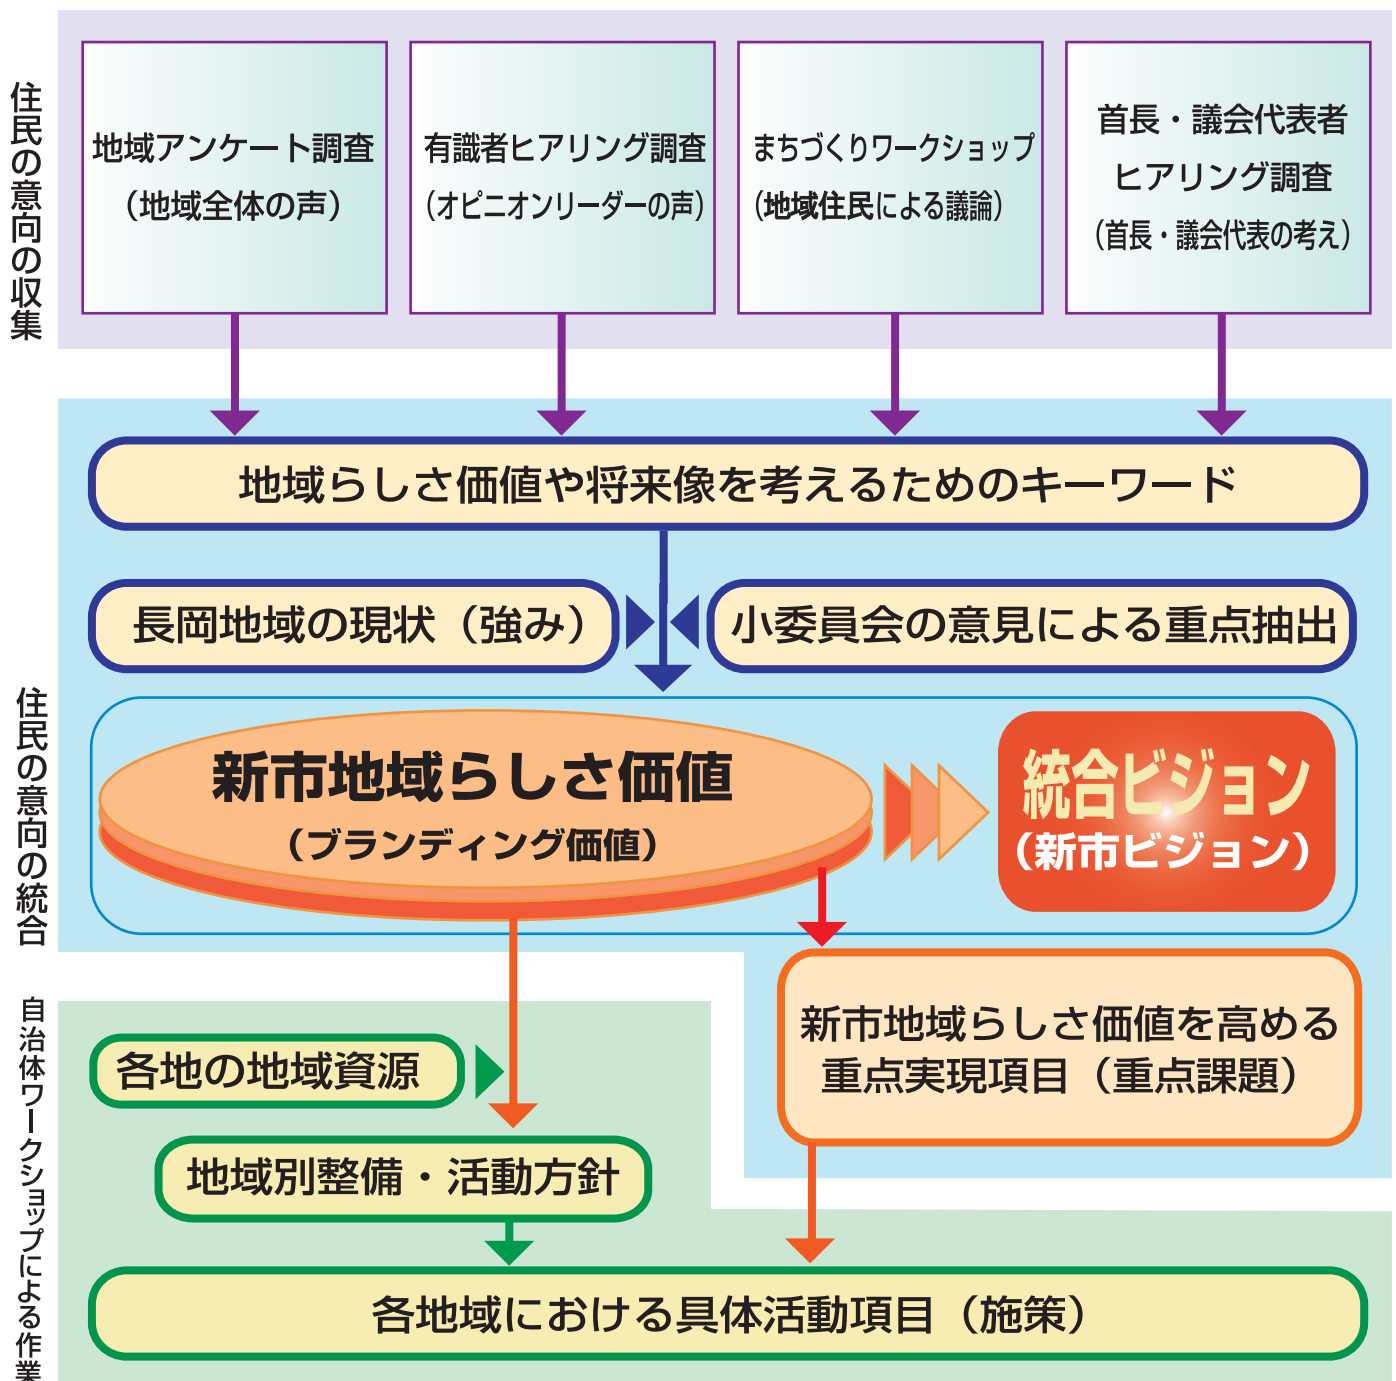 住民の意向の収集
地域アンケート調査
（地域全体の声）
有識者ヒアリング調査
（オピニオンリーダーの声）
まちづくりワークショップ
（地域住民による議論）
首長・議会代表者
ヒアリング調査
（首長・議会代表の考え）
住民の意向の統合
地域らしさ価値や将来像を考えるためのキーワード
長岡地域の現状（強み）
小委員会の意見による重点抽出
新市地域らしさ価値
（ブランディング価値）
統合ビジョン
（新市ビジョン）
新市地域らしさ価値を高める
重点実現項目（重点課題）
自治体ワークショップによる作業
各地の地域資源
地域別整備・活動方針
各地域における具体活動項目（施策）